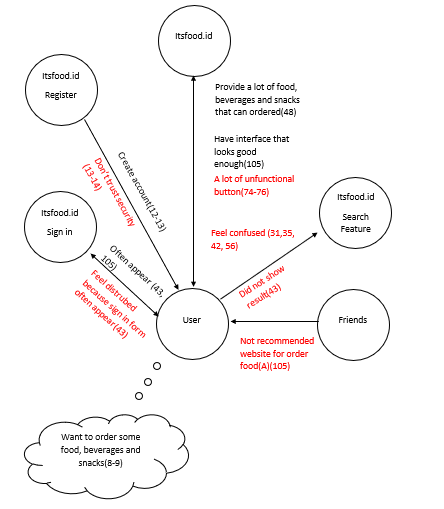 Itsfood.id
Itsfood.id
Register
Provide a lot of food,
beverages and snacks
that can ordered(48)
Have interface that
looks good
enough(105)
A lot of unfunctional
button(74-76)
Create account(12-13)
Don't trust security
(13-14)
Itsfood.id
Sign in
Itsfood.id
Search
Feature
Feel confused (31,35,
42, 56)
Often appear (43,
105)
Feel distrubed
because sign in form
often appear(43)
Did not show
result(43)
User
Friends
Not recommended
website for order
food(A)(105)
Want to order some
food, beverages and
snacks(8-9)